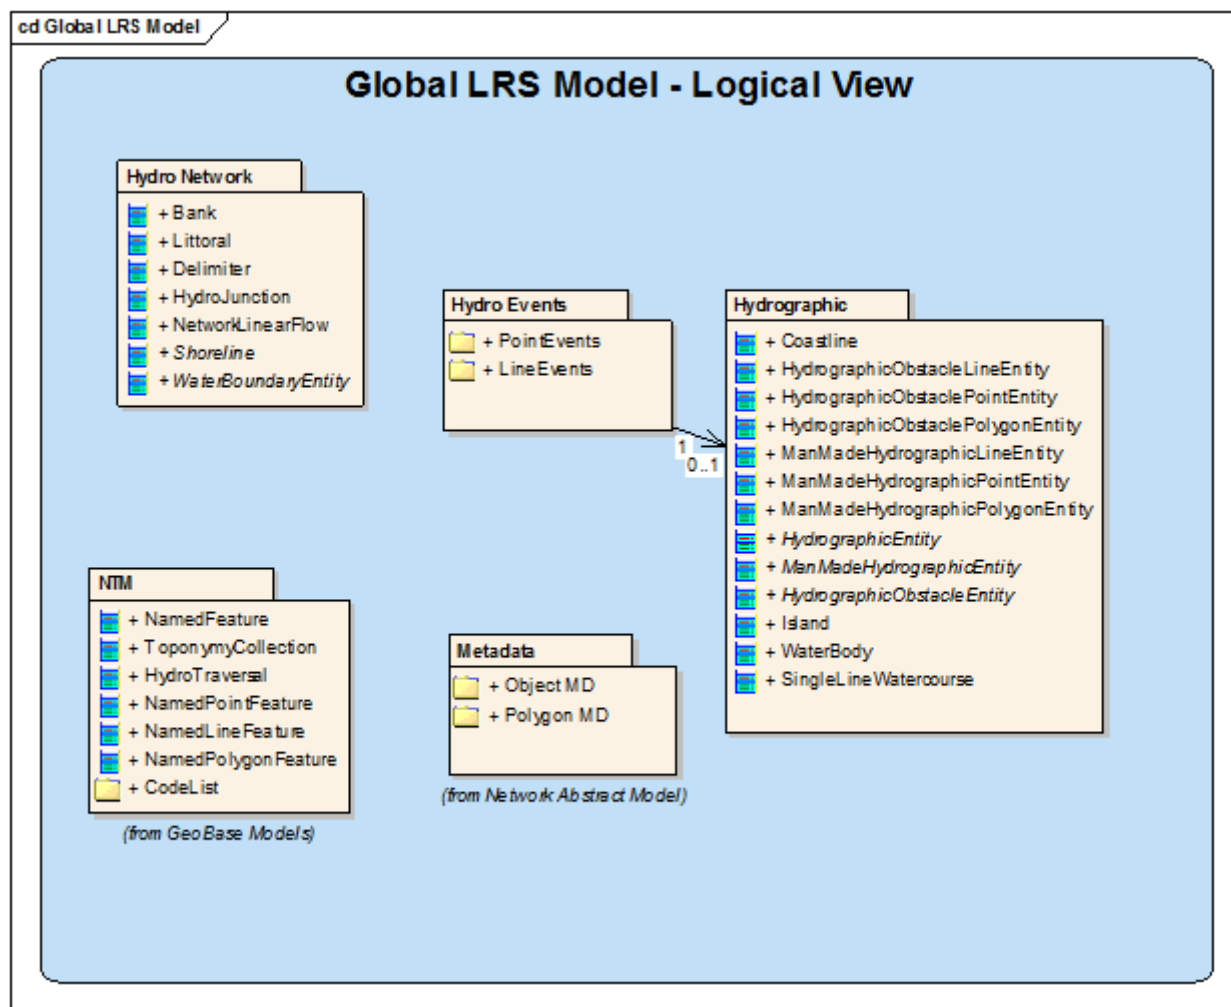 cd Global LRS Model
Global LRS Model - Logical View
Hydro Network
+ Bank
+ Littoral
+ Delimiter
+ HydroJunction
+ NetworkLinearFlow
+ Shoreline
+ WaterBoundaryEntity
Hydro Events
+ PointEvents
+ LineEvents
1
0..1
Hydrographic
+ Coastline
+ HydrographicObstacleLineEntity
+ HydrographicObstaclePointEntity
+ HydrographicObstaclePolygonEntity
+ ManMadeHydrographicLineEntity
+ ManMadeHydrographicPointEntity
+ ManMadeHydrographicPolygonEntity
+ HydrographicEntity
+ ManMadeHydrographicEntity
+ HydrographicObstacleEntity
+ Island
+ WaterBody
+ SingleLineWatercourse
NTM
+ NamedFeature
+ ToponymyCollection
+ HydroTraversal
+ NamedPointFeature
+ NamedLineFeature
+ NamedPolygonFeature
+ CodeList
(from GeoBase Models)
Metadata
+ Object MD
+ Polygon MD
(from Network Abstract Model)